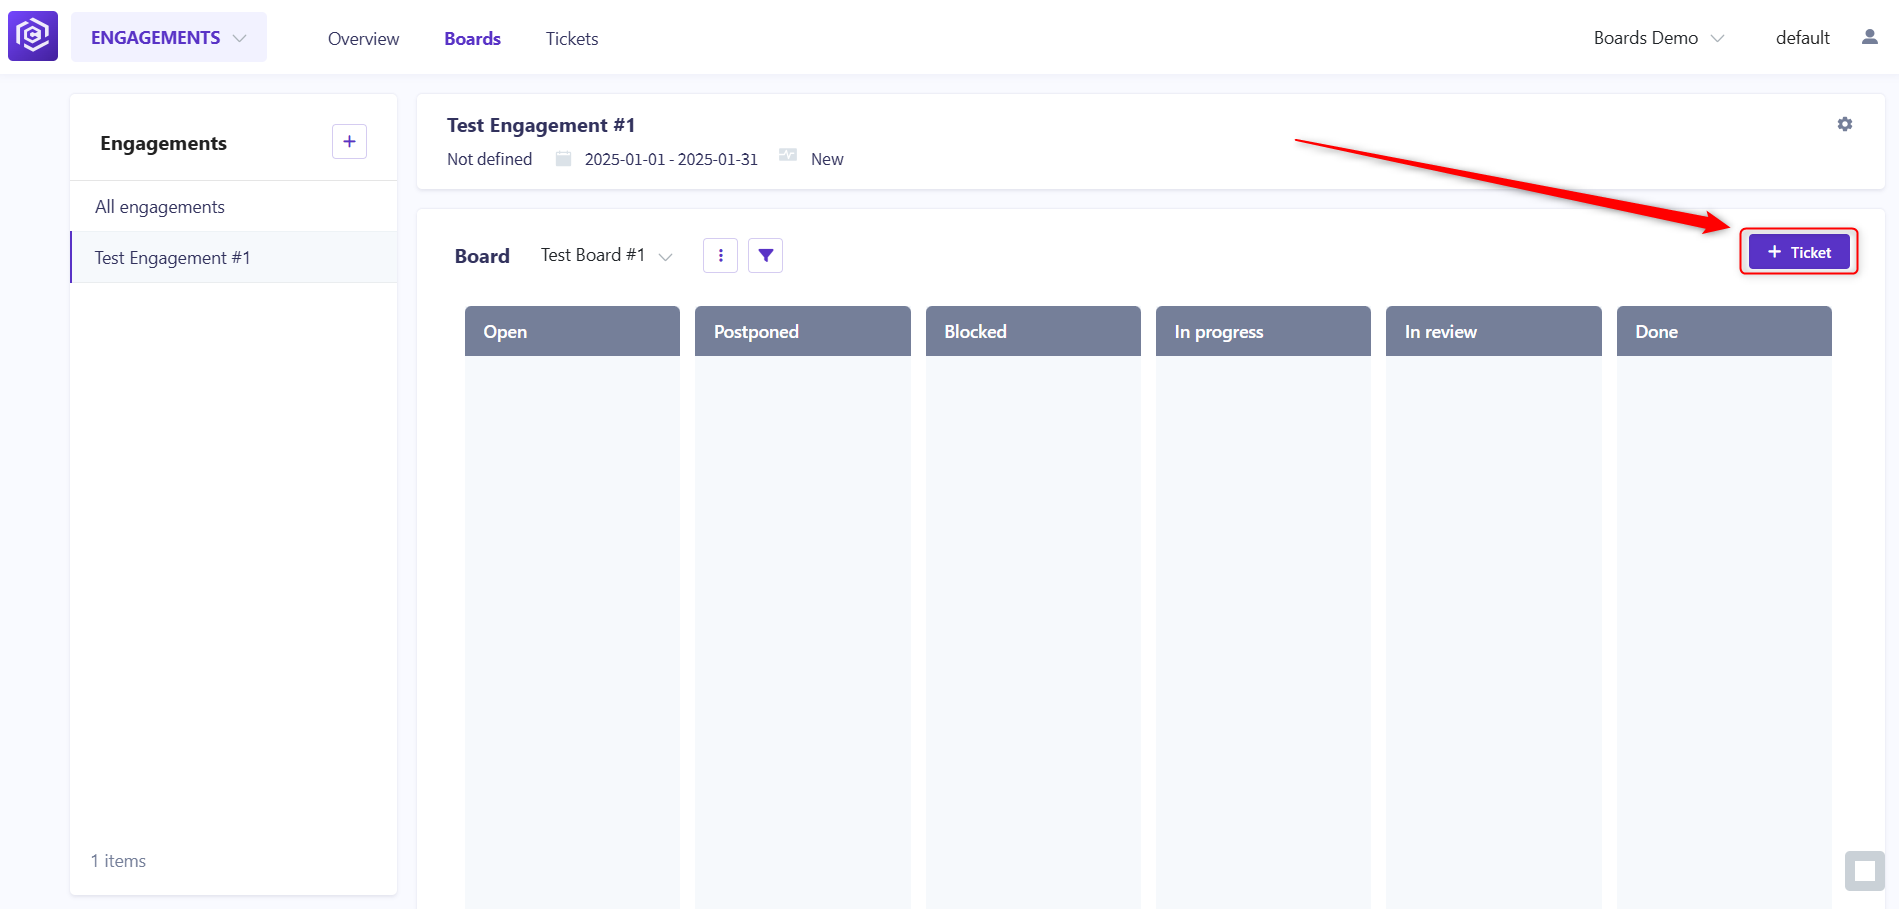 ENGAGEMENTS
Overview
Boards
Tickets
Boards Demo
default
Engagements
+
All engagements
Test Engagement #1
1 items
Test Engagement #1
Not defined
2025-01-01 - 2025-01-31
New
Board
Test Board #1
+ Ticket
Open
Postponed
Blocked
In progress
In review
Done